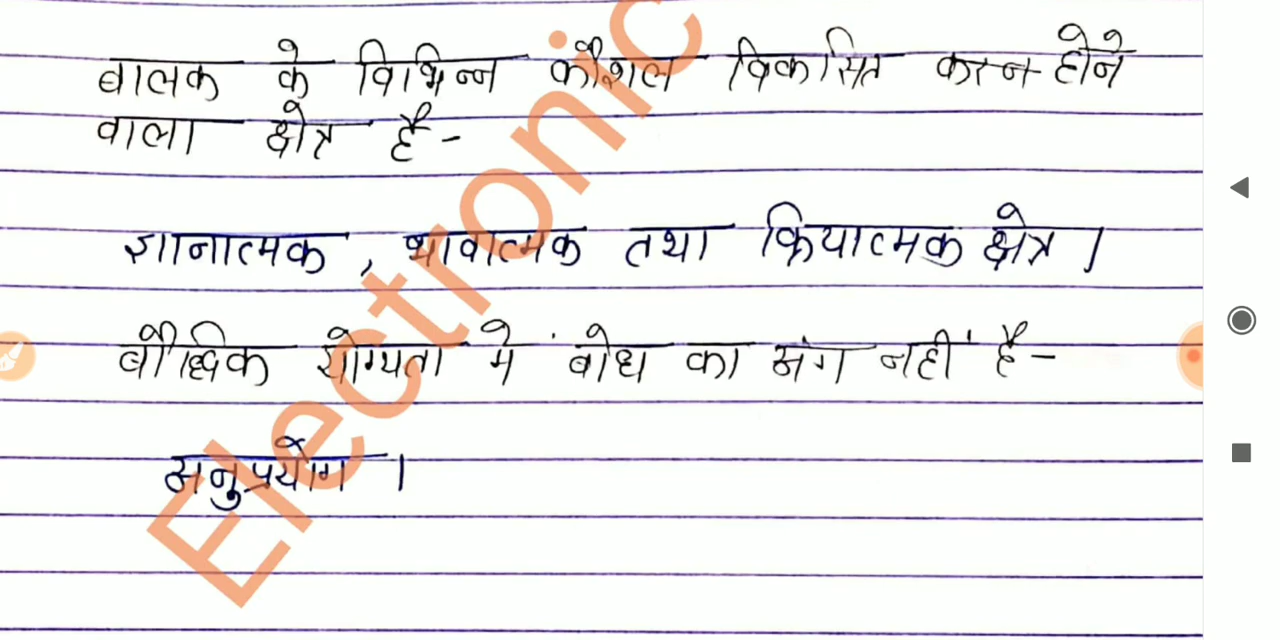 बालक के विभिन्न कौशल विकसित करन होने
वाला क्षेत्र है -
ज्ञानात्मक , भावात्मक तथा क्रियात्मक क्षेत्र ।
बौद्धिक योग्यता में बोध का अंग नहीं है -
अनुप्रयोग ।
Electronic